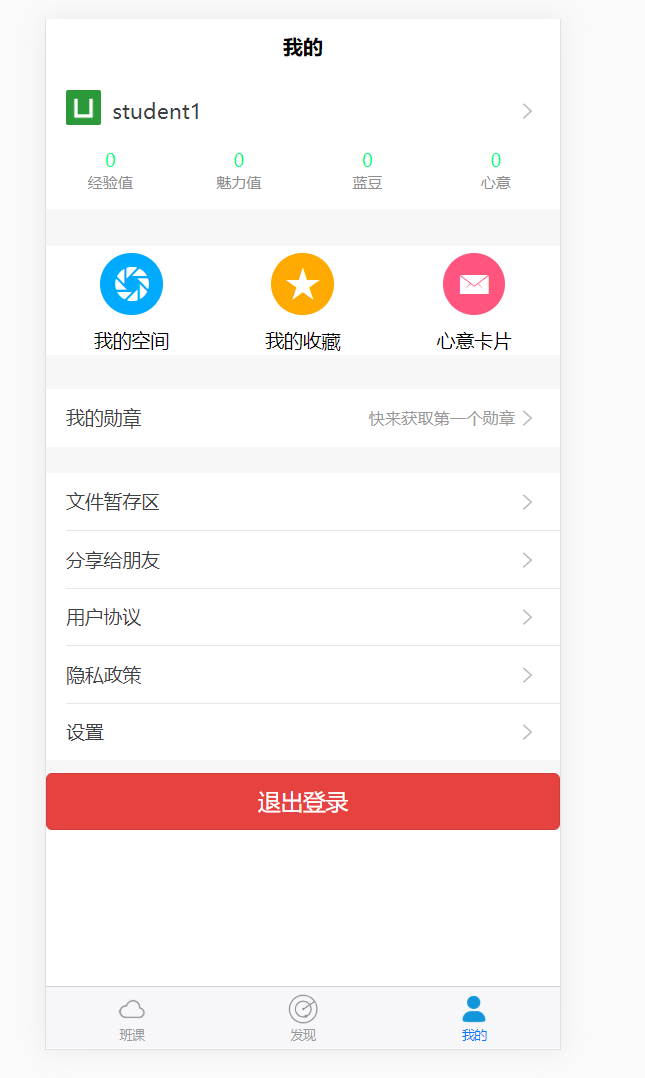 我的
student1
0 0 0 0
经验值 魅力值 蓝豆 心意
我的空间 我的收藏 心意卡片
我的勋章 快来获取第一个勋章
文件暂存区
分享给朋友
用户协议
隐私政策
设置
退出登录
班课 发现 我的